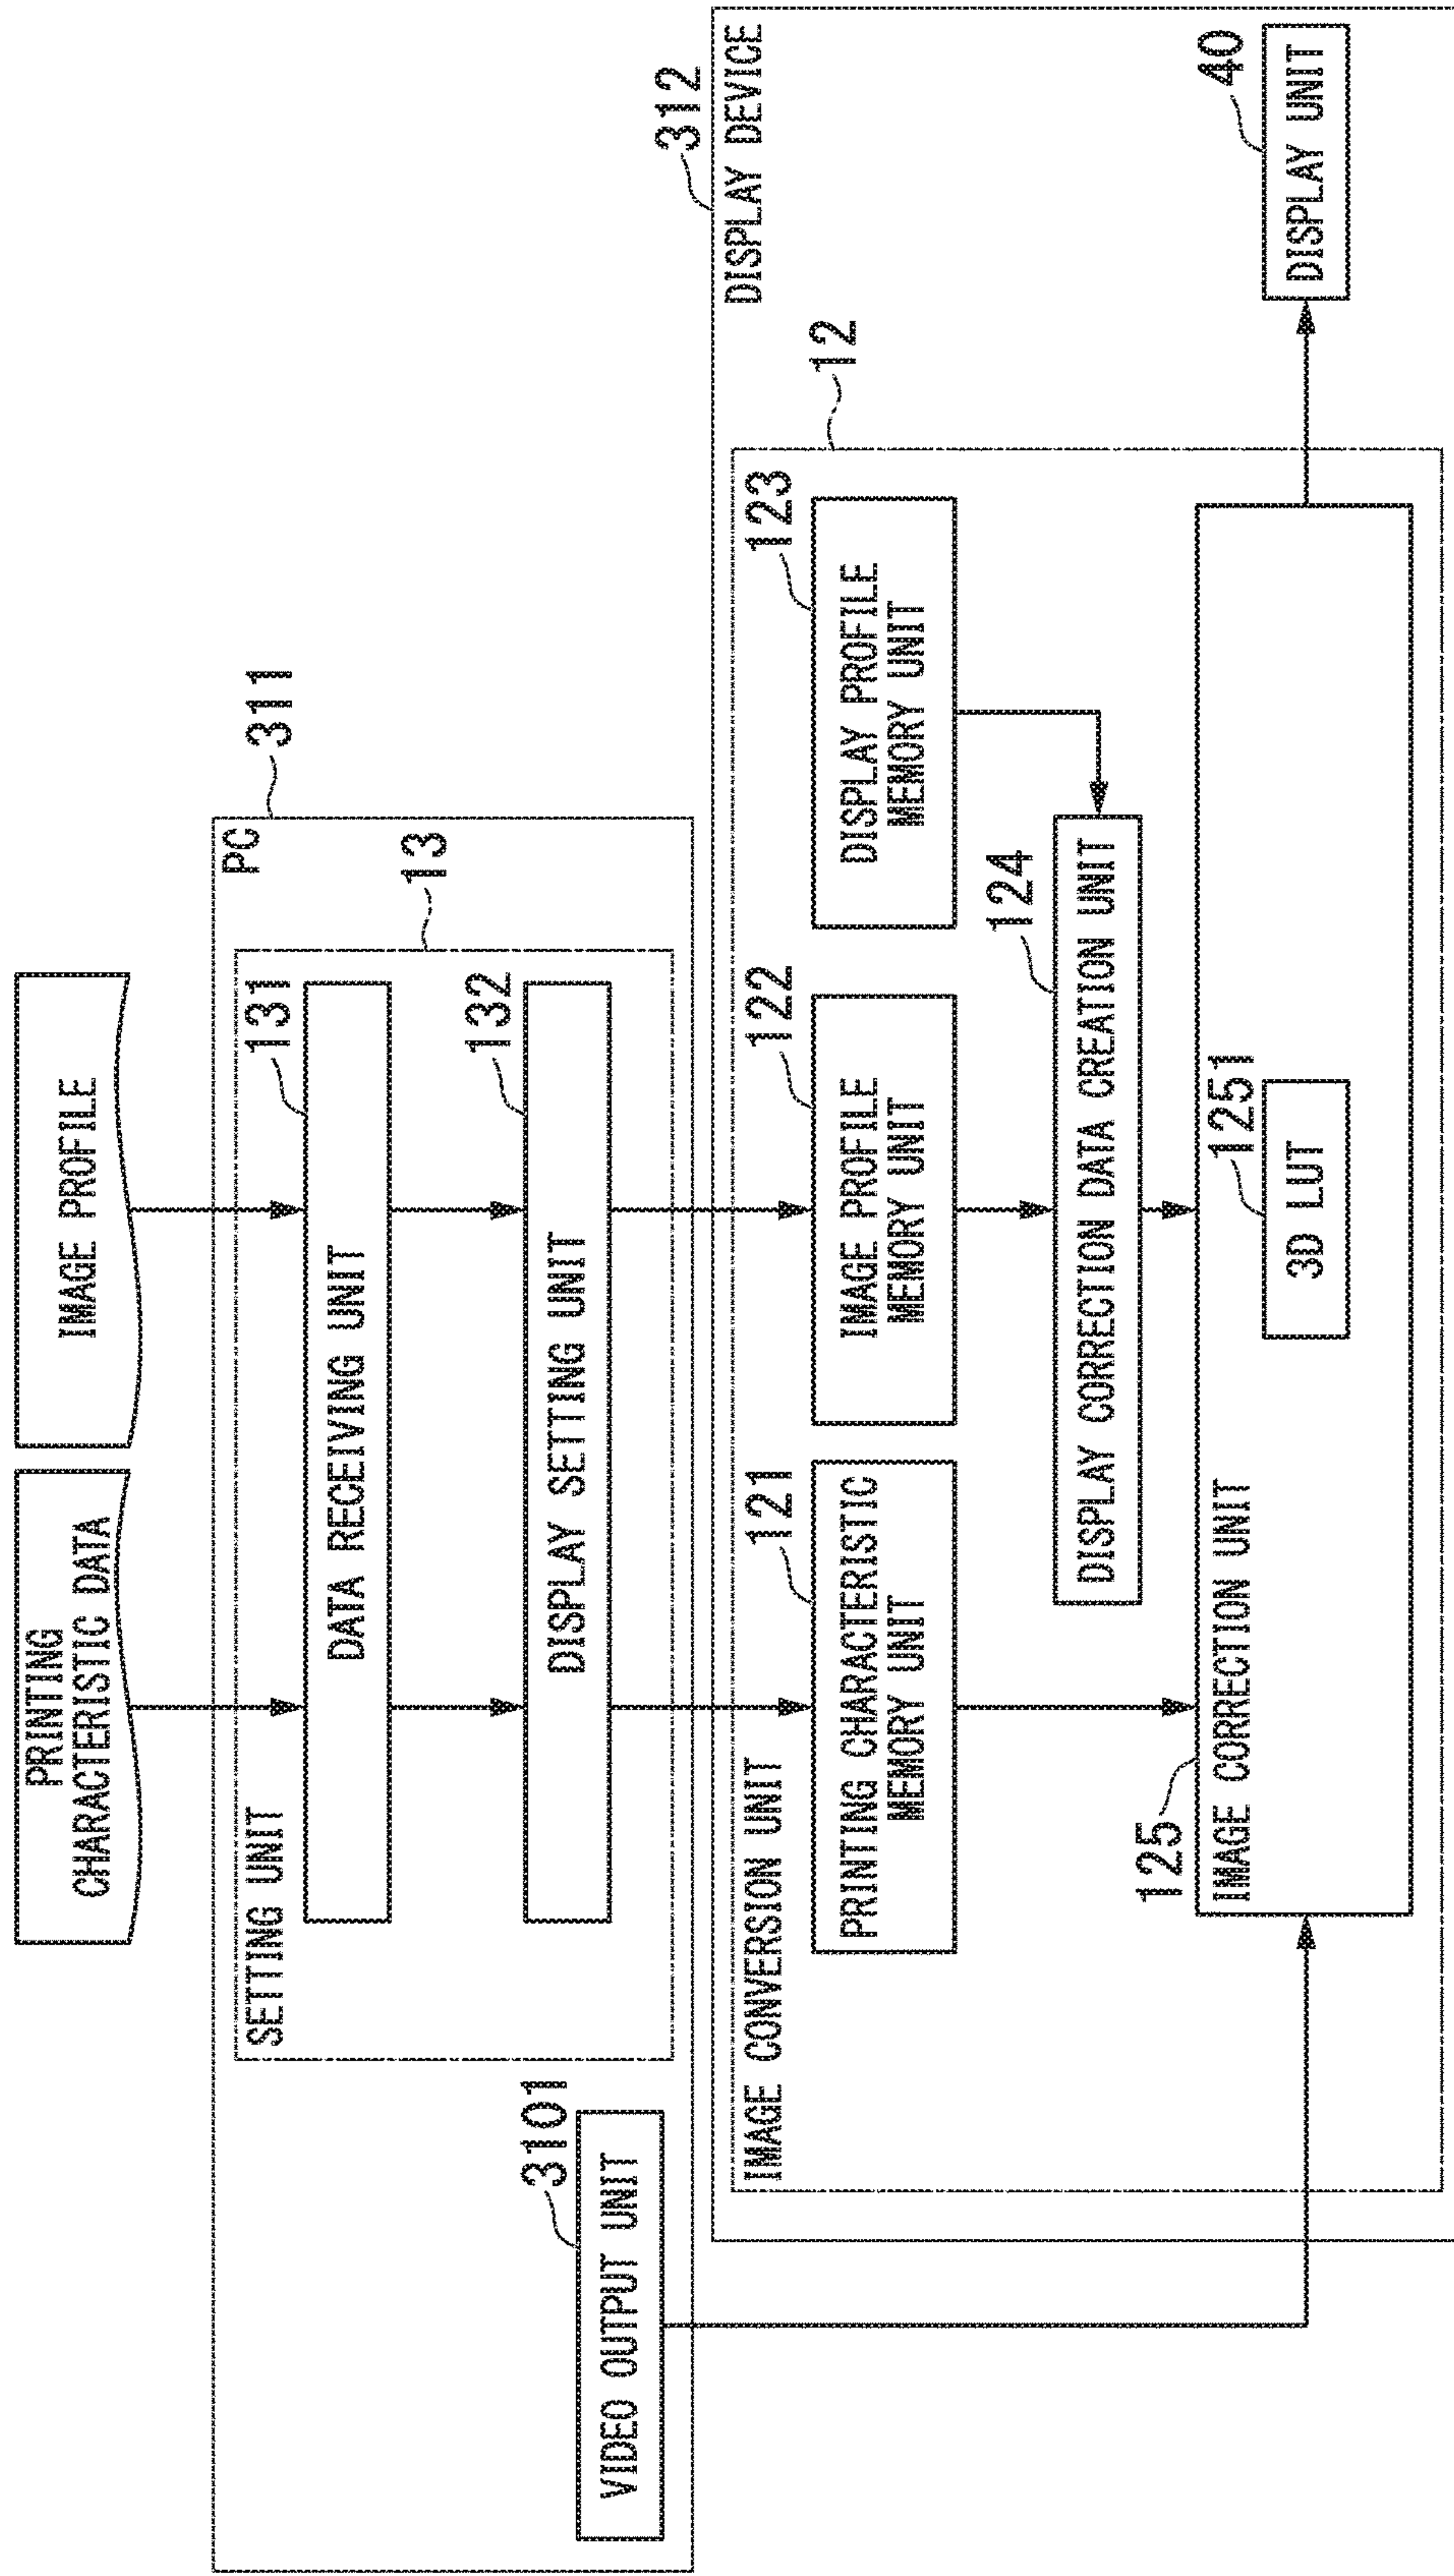 PRINTING
CHARACTERISTIC DATA
IMAGE PROFILE
311
PC
SETTING UNIT
13
131
DATA RECEIVING UNIT
132
DISPLAY SETTING UNIT
3101
VIDEO OUTPUT UNIT
312
DISPLAY DEVICE
12
IMAGE CONVERSION UNIT
121
PRINTING CHARACTERISTIC
MEMORY UNIT
122
IMAGE PROFILE
MEMORY UNIT
123
DISPLAY PROFILE
MEMORY UNIT
124
DISPLAY CORRECTION DATA CREATION UNIT
125
IMAGE CORRECTION UNIT
1251
3D LUT
40
DISPLAY UNIT